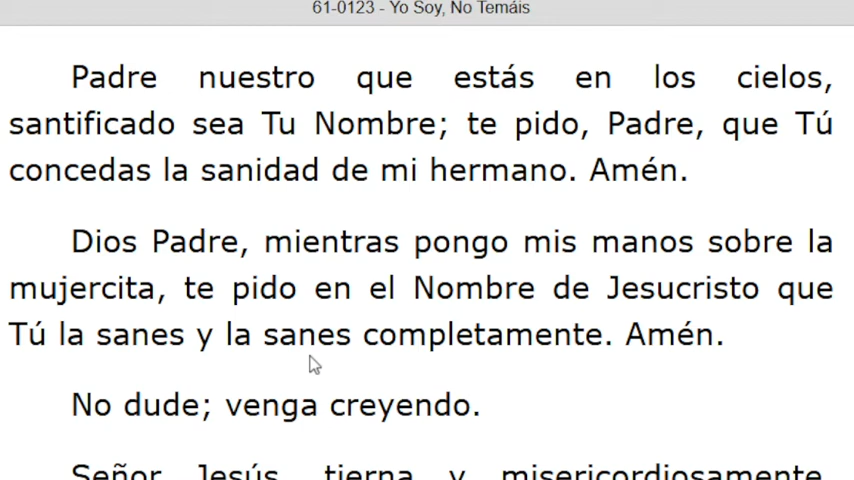 61-0123 - Yo Soy, No Temáis
Padre nuestro que estás en los cielos,
santificado sea Tu Nombre; te pido, Padre, que Tú
concedas la sanidad de mi hermano. Amén.
Dios Padre, mientras pongo mis manos sobre la
mujercita, te pido en el Nombre de Jesucristo que
Tú la sanes y la sanes completamente. Amén.
No dude; venga creyendo.
Señor Jesús, tierna y misericordiosamente,